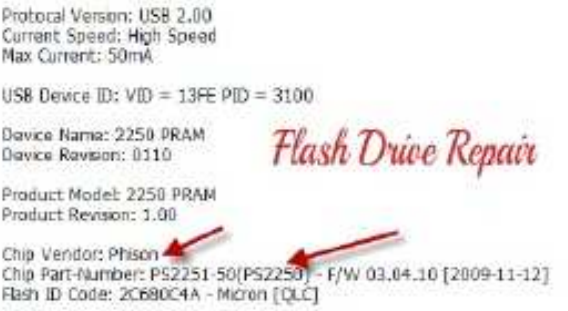 Protocal Version: USB 2.00
Current Speed: High Speed
Max Current: 50mA
USB Device ID: VID = 13FE PID = 3100
Device Name: 2250 PRAM
Device Revision: 0110
Flash Drive Repair
Product Model: 2250 PRAM
Product Revision: 1.00
Chip Vendor: Phison
Chip Part-Number: PS2251-50(PS2250) - F/W 03.04.10 [2009-11-12]
Flash ID Code: 2C680C4A - Micron [QLC]